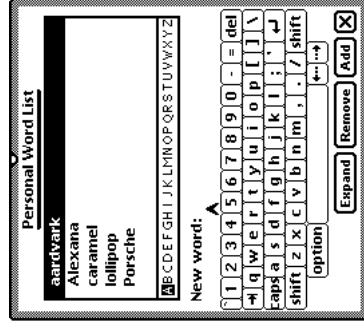 Personal Word List
aardvark
Alexana
caramel
lollipop
Porsche
ABCDEFGHIJKLMNOPQRSTUVWXYZ
New word:
` 1 2 3 4 5 6 7 8 9 0 - = del
q w e r t y u i o p [ ] \
caps a s d f g h j k l ; '
shift z x c v b n m , . / shift
option
Expand Remove Add